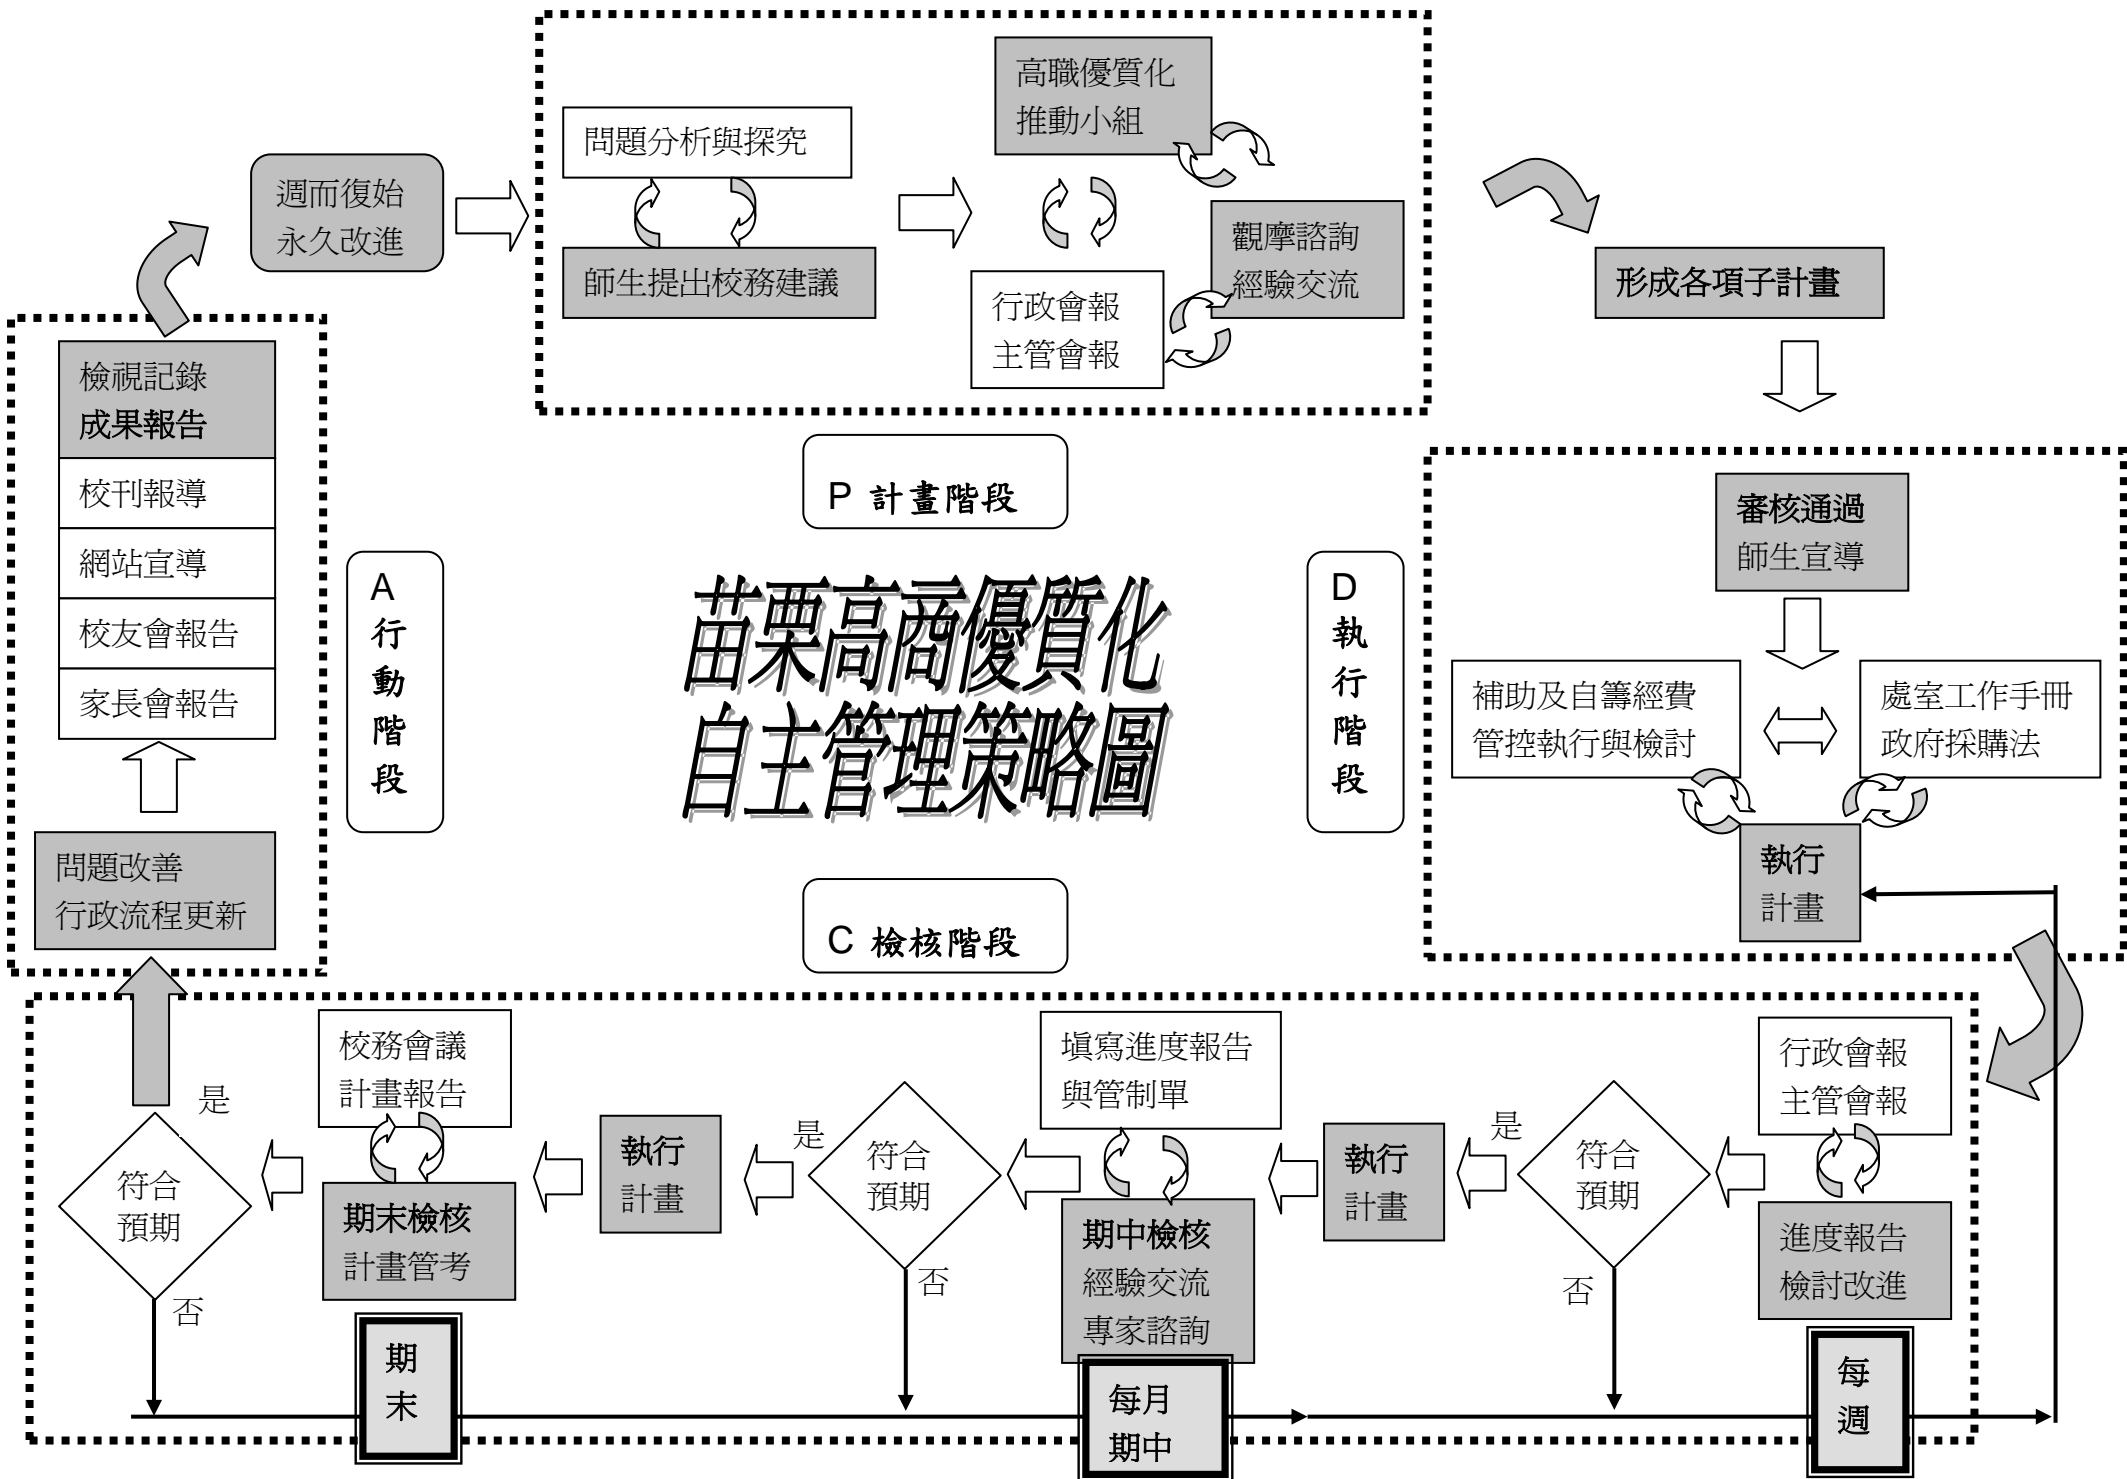 週而復始
永久改進
問題分析與探究
師生提出校務建議
高職優質化
推動小組
觀摩諮詢
經驗交流
行政會報
主管會報
形成各項子計畫
P 計畫階段
審核通過
師生宣導
補助及自籌經費
管控執行與檢討
處室工作手冊
政府採購法
執行
計畫
D
執
行
階
段
苗栗高商優質化
自主管理策略圖
A
行
動
階
段
檢視記錄
成果報告
校刊報導
網站宣導
校友會報告
家長會報告
問題改善
行政流程更新
C 檢核階段
行政會報
主管會報
進度報告
檢討改進
每
週
符合
預期
是
否
執行
計畫
填寫進度報告
與管制單
期中檢核
經驗交流
專家諮詢
每月
期中
符合
預期
是
否
執行
計畫
校務會議
計畫報告
期末檢核
計畫管考
期
末
符合
預期
是
否